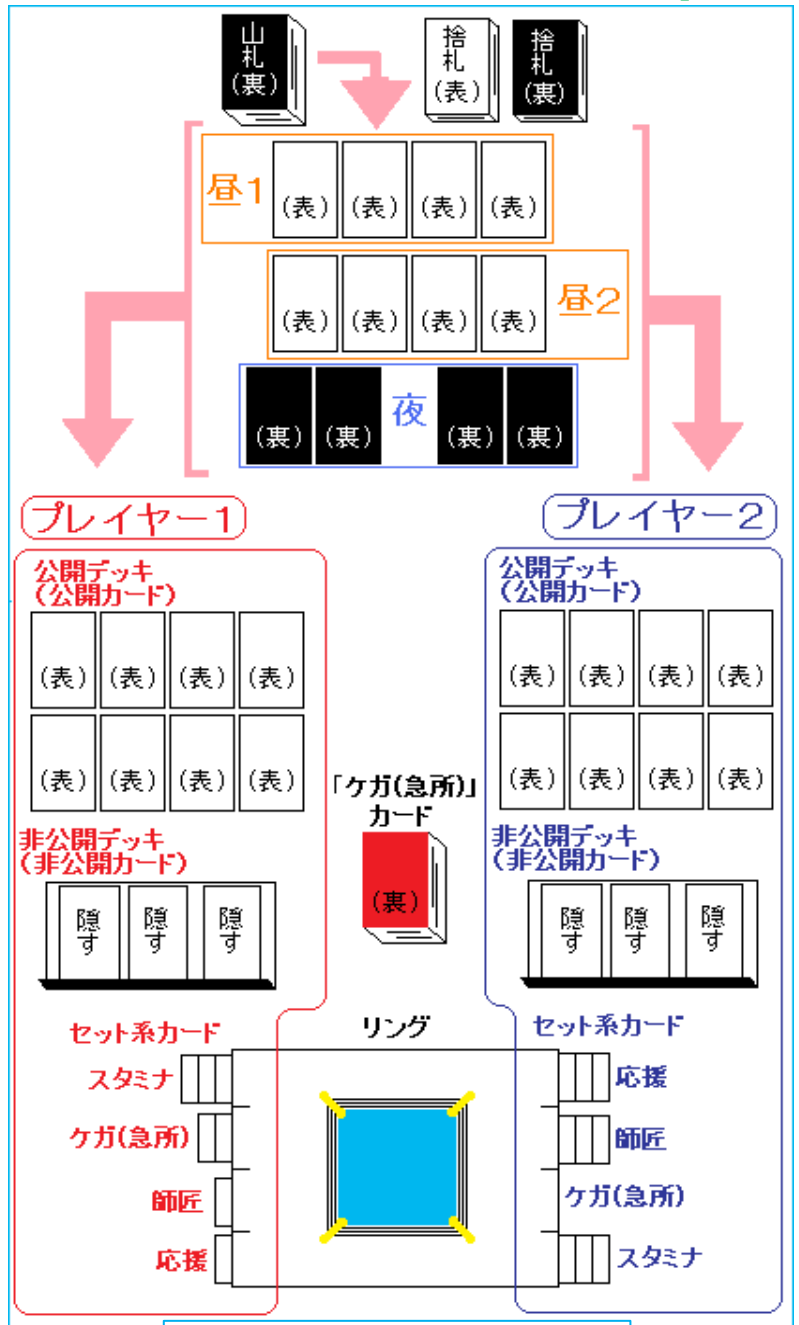 山札(裏)
捨札(表)
捨札(裏)
昼1
(表)(表)(表)(表)
(表)(表)(表)(表)
昼2
(裏)(裏)
夜
(裏)(裏)
プレイヤー1
公開デッキ
(公開カード)
(表)(表)(表)(表)
(表)(表)(表)(表)
非公開デッキ
(非公開カード)
隠す 隠す 隠す
セット系カード
スタミナ
ケガ(急所)
師匠
応援
「ケガ(急所)」
カード
(裏)
リング
プレイヤー2
公開デッキ
(公開カード)
(表)(表)(表)(表)
(表)(表)(表)(表)
非公開デッキ
(非公開カード)
隠す 隠す 隠す
セット系カード
応援
師匠
ケガ(急所)
スタミナ